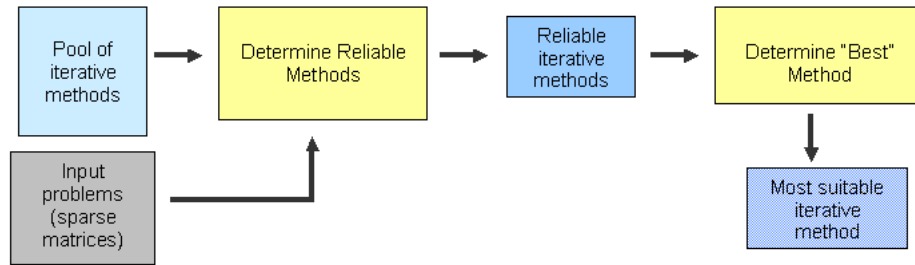 Pool of
iterative
methods
Determine Reliable
Methods
Reliable
iterative
methods
Determine "Best"
Method
Input
problems
(sparse
matrices)
Most suitable
iterative
method